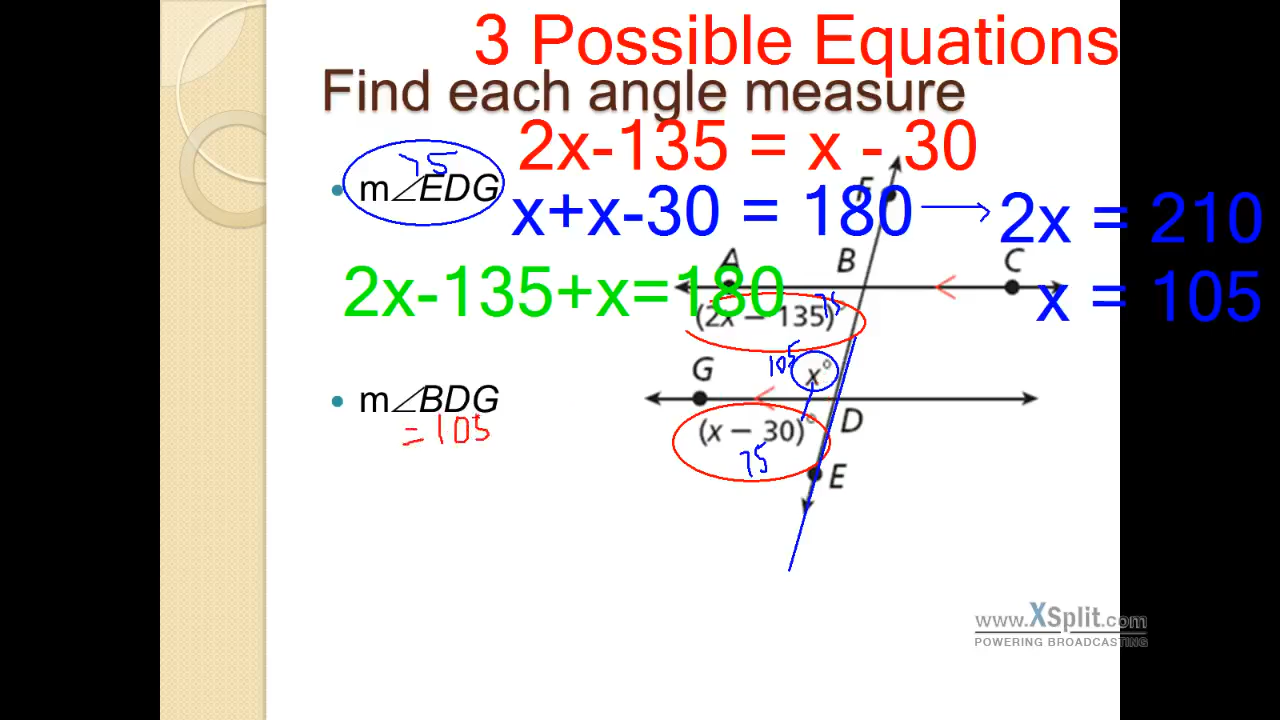 3 Possible Equations
Find each angle measure
2x-135 = x - 30
75
m∠EDG
x+x-30 = 180
2x = 210
F
A
B
C
2x-135+x=180
x = 105
(2x − 135)°
75
105
x°
G
m∠BDG
= 105
(x − 30)°
D
75
E
www.XSplit.com
POWERING BROADCASTING